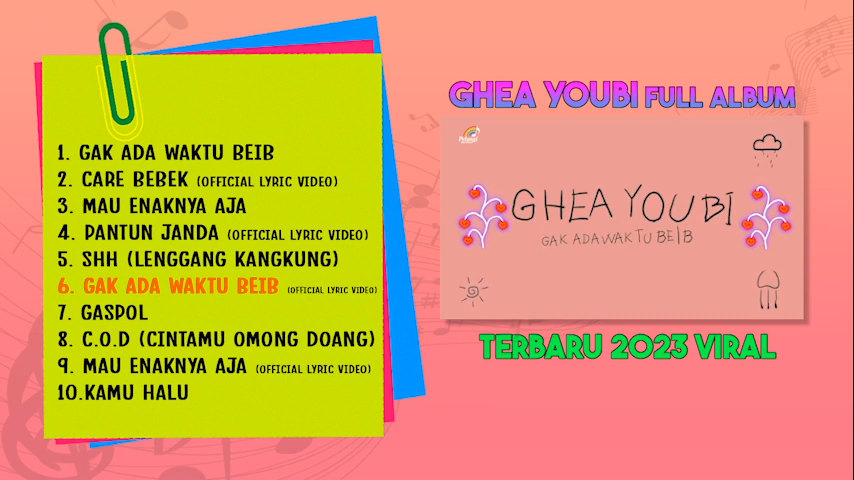 1. GAK ADA WAKTU BEIB
2. CARE BEBEK (OFFICIAL LYRIC VIDEO)
3. MAU ENAKNYA AJA
4. PANTUN JANDA (OFFICIAL LYRIC VIDEO)
5. SHH (LENGGANG KANGKUNG)
6. GAK ADA WAKTU BEIB (OFFICIAL LYRIC VIDEO)
7. GASPOL
8. C.O.D (CINTAMU OMONG DOANG)
9. MAU ENAKNYA AJA (OFFICIAL LYRIC VIDEO)
10.KAMU HALU
GHEA YOUBI FULL ALBUM
GHEA YOUBI
GAK ADA WAKTU BEIB
TERBARU 2023 VIRAL